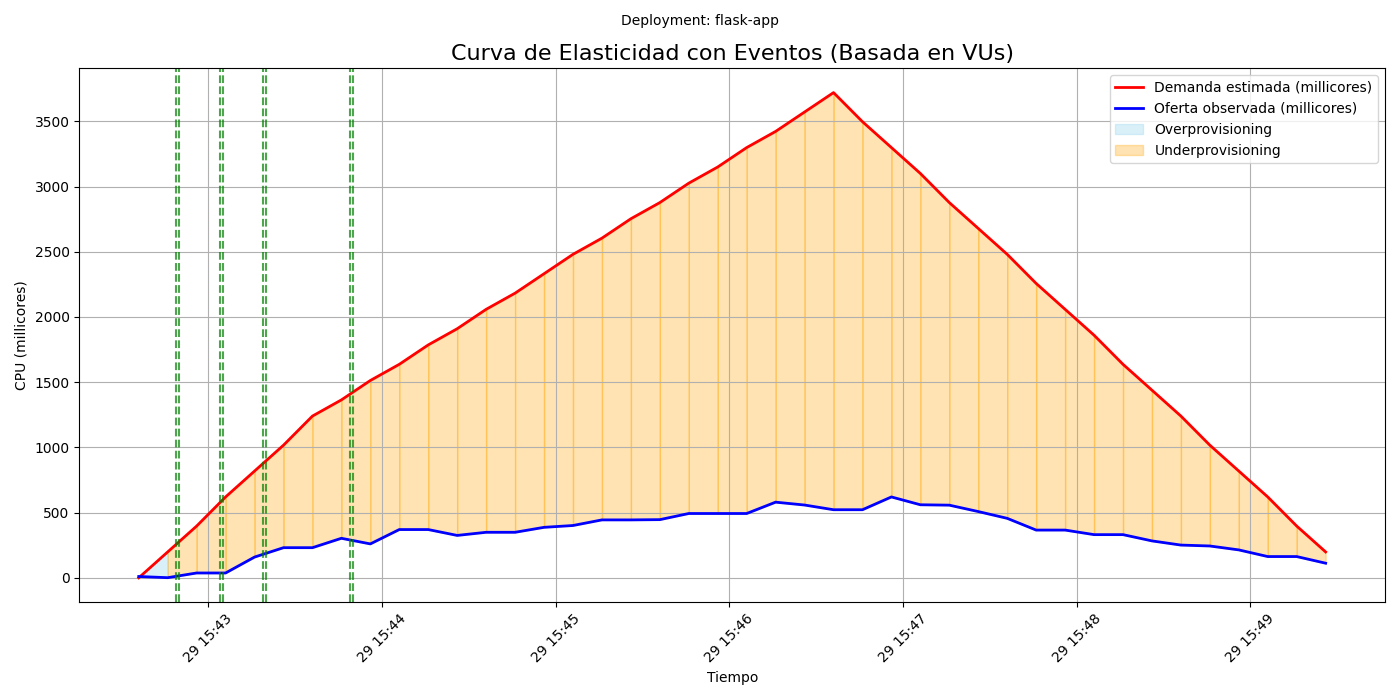 Deployment: flask-app
Curva de Elasticidad con Eventos (Basada en VUs)
Demanda estimada (millicores)
Oferta observada (millicores)
Overprovisioning
Underprovisioning
CPU (millicores)
3500
3000
2500
2000
1500
1000
500
0
29 15:43
29 15:44
29 15:45
29 15:46
29 15:47
29 15:48
29 15:49
Tiempo